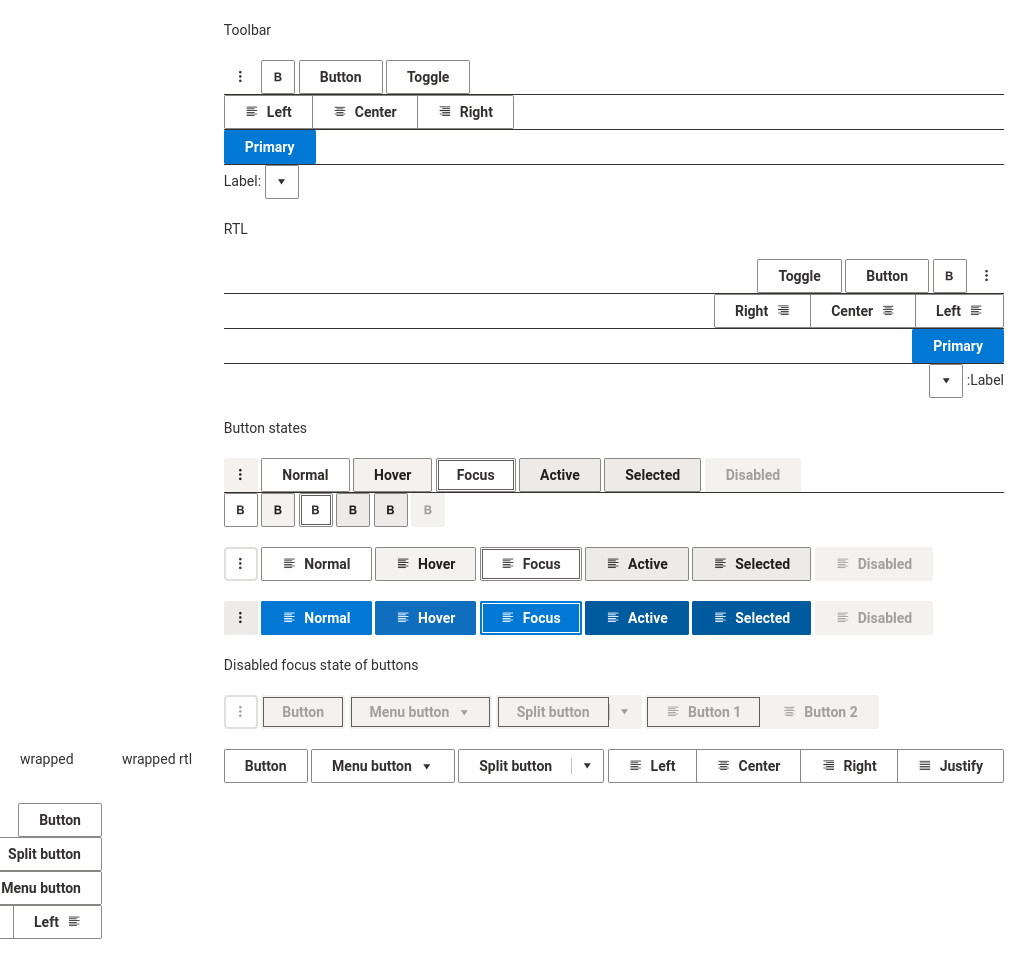 Toolbar
B Button Toggle
Left Center Right
Primary
Label:
RTL
Toggle Button B
Right Center Left
Primary
:Label
Button states
Normal Hover Focus Active Selected Disabled
B B B B B B
Normal Hover Focus Active Selected Disabled
Normal Hover Focus Active Selected Disabled
Disabled focus state of buttons
Button Menu button Split button Button 1 Button 2
wrapped wrapped rtl Button Menu button Split button Left Center Right Justify
Button
Split button
Menu button
Left